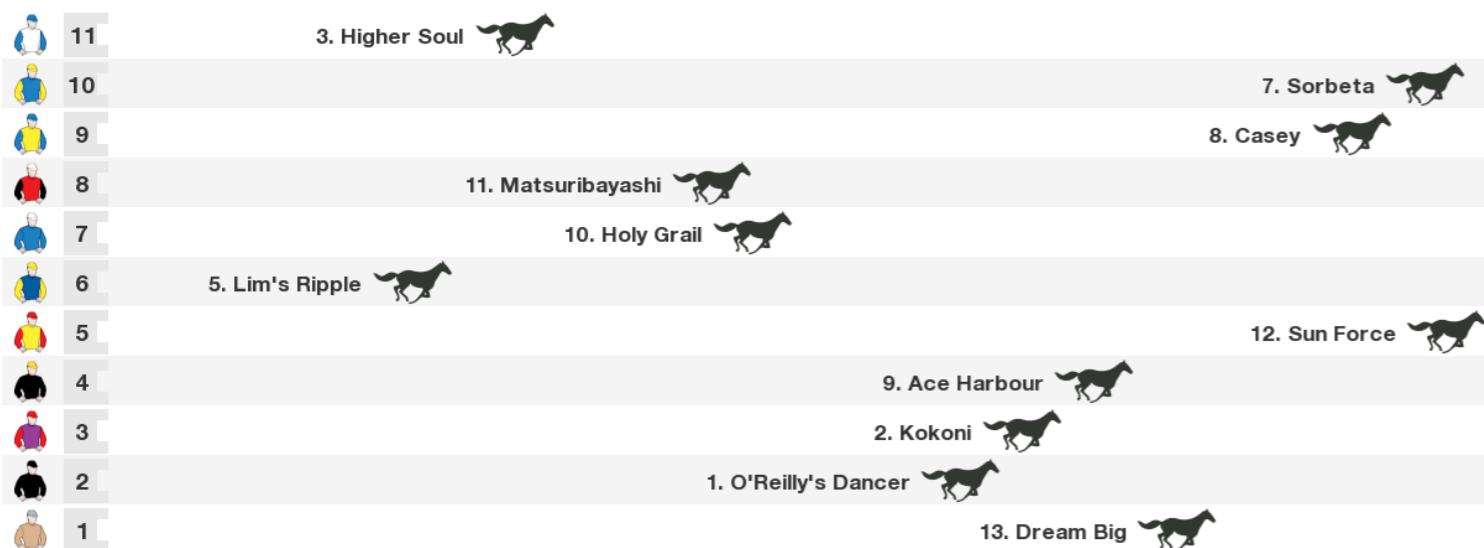 11 3. Higher Soul
10 7. Sorbeta
9 8. Casey
8 11. Matsuribayashi
7 10. Holy Grail
6 5. Lim's Ripple
5 12. Sun Force
4 9. Ace Harbour
3 2. Kokoni
2 1. O'Reilly's Dancer
1 13. Dream Big